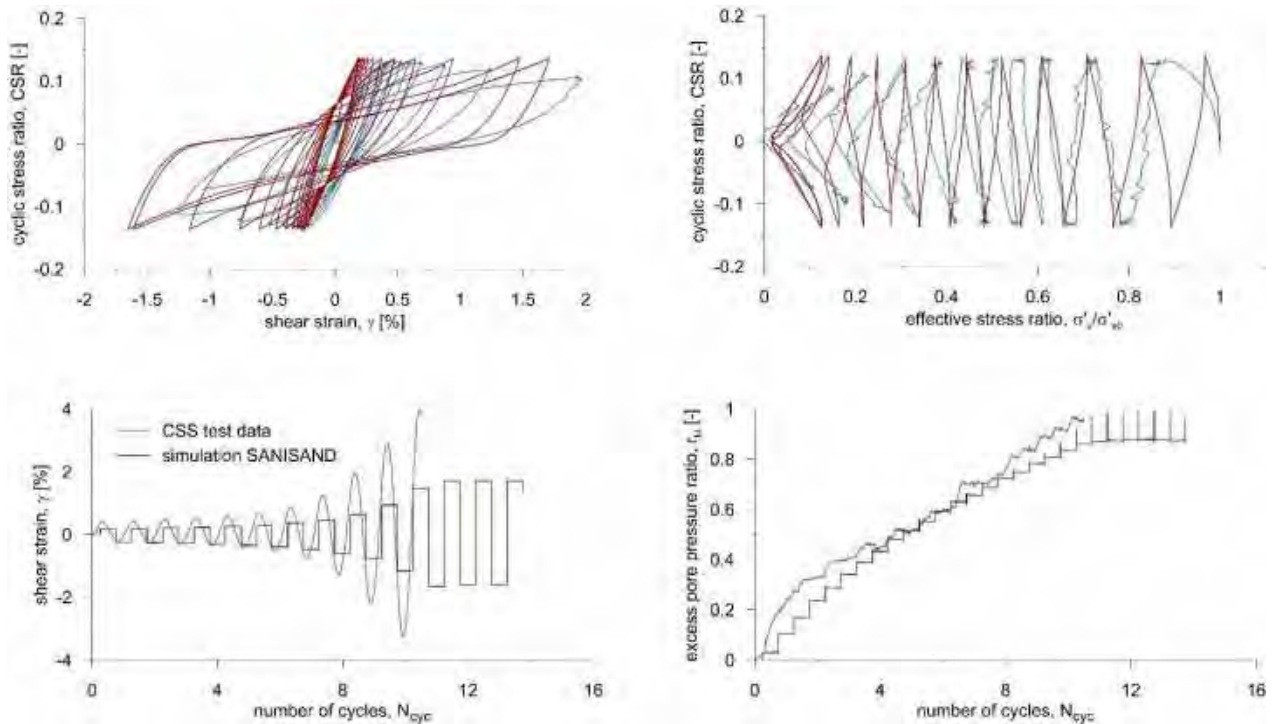 0.2
0.1
0
-0.1
-0.2
cyclic stress ratio, CSR [-]
-2 -1.5 -1 -0.5 0 0.5 1 1.5 2
shear strain, γ [%]
0.2
0.1
0
-0.1
-0.2
cyclic stress ratio, CSR [-]
0 0.2 0.4 0.6 0.8 1
effective stress ratio, σ'v/σ'v0
4
2
0
-2
-4
shear strain, γ [%]
CSS test data
simulation SANISAND
0 4 8 12 16
number of cycles, Ncyc
1
0.8
0.6
0.4
0.2
0
excess pore pressure ratio, ru [-]
0 4 8 12 16
number of cycles, Ncyc